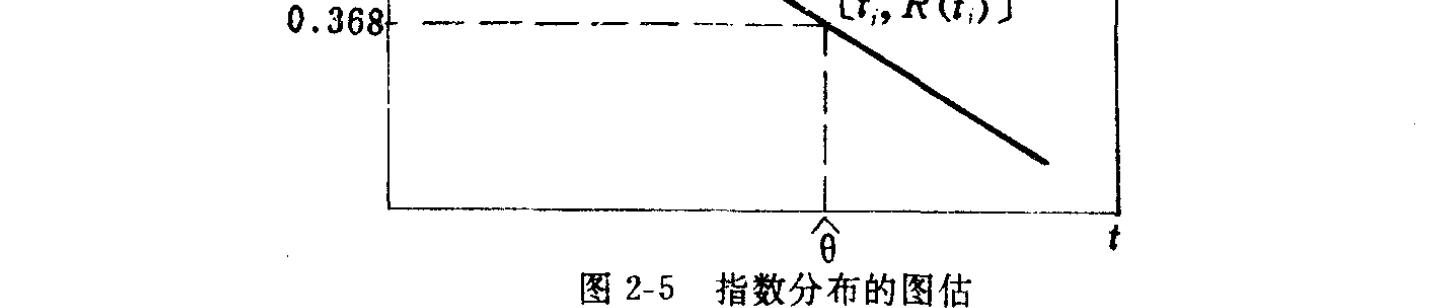 [t_i, R(t_i)]
0.368
θ̂
t
图 2-5 指数分布的图估